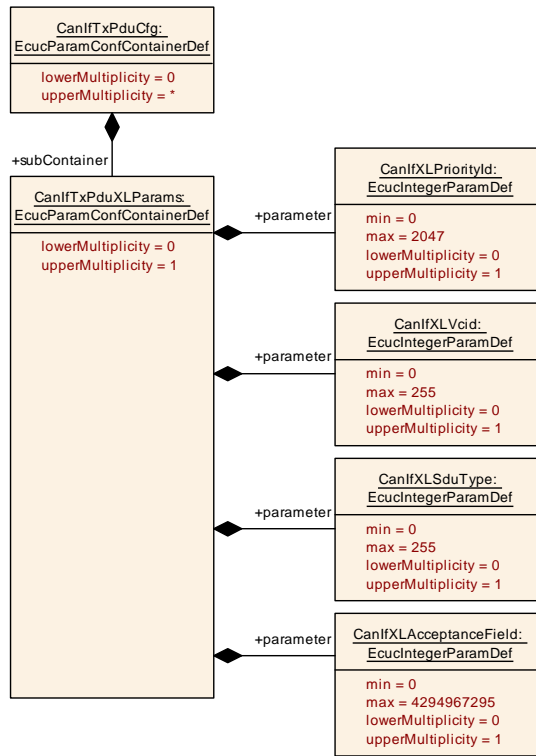 CanIfTxPduCfg:
EcucParamConfContainerDef
lowerMultiplicity = 0
upperMultiplicity = *
+subContainer
CanIfTxPduXLParams:
EcucParamConfContainerDef
lowerMultiplicity = 0
upperMultiplicity = 1
+parameter
CanIfXLPriorityId:
EcucIntegerParamDef
min = 0
max = 2047
lowerMultiplicity = 0
upperMultiplicity = 1
+parameter
CanIfXLVcid:
EcucIntegerParamDef
min = 0
max = 255
lowerMultiplicity = 0
upperMultiplicity = 1
+parameter
CanIfXLSduType:
EcucIntegerParamDef
min = 0
max = 255
lowerMultiplicity = 0
upperMultiplicity = 1
+parameter
CanIfXLAcceptanceField:
EcucIntegerParamDef
min = 0
max = 4294967295
lowerMultiplicity = 0
upperMultiplicity = 1